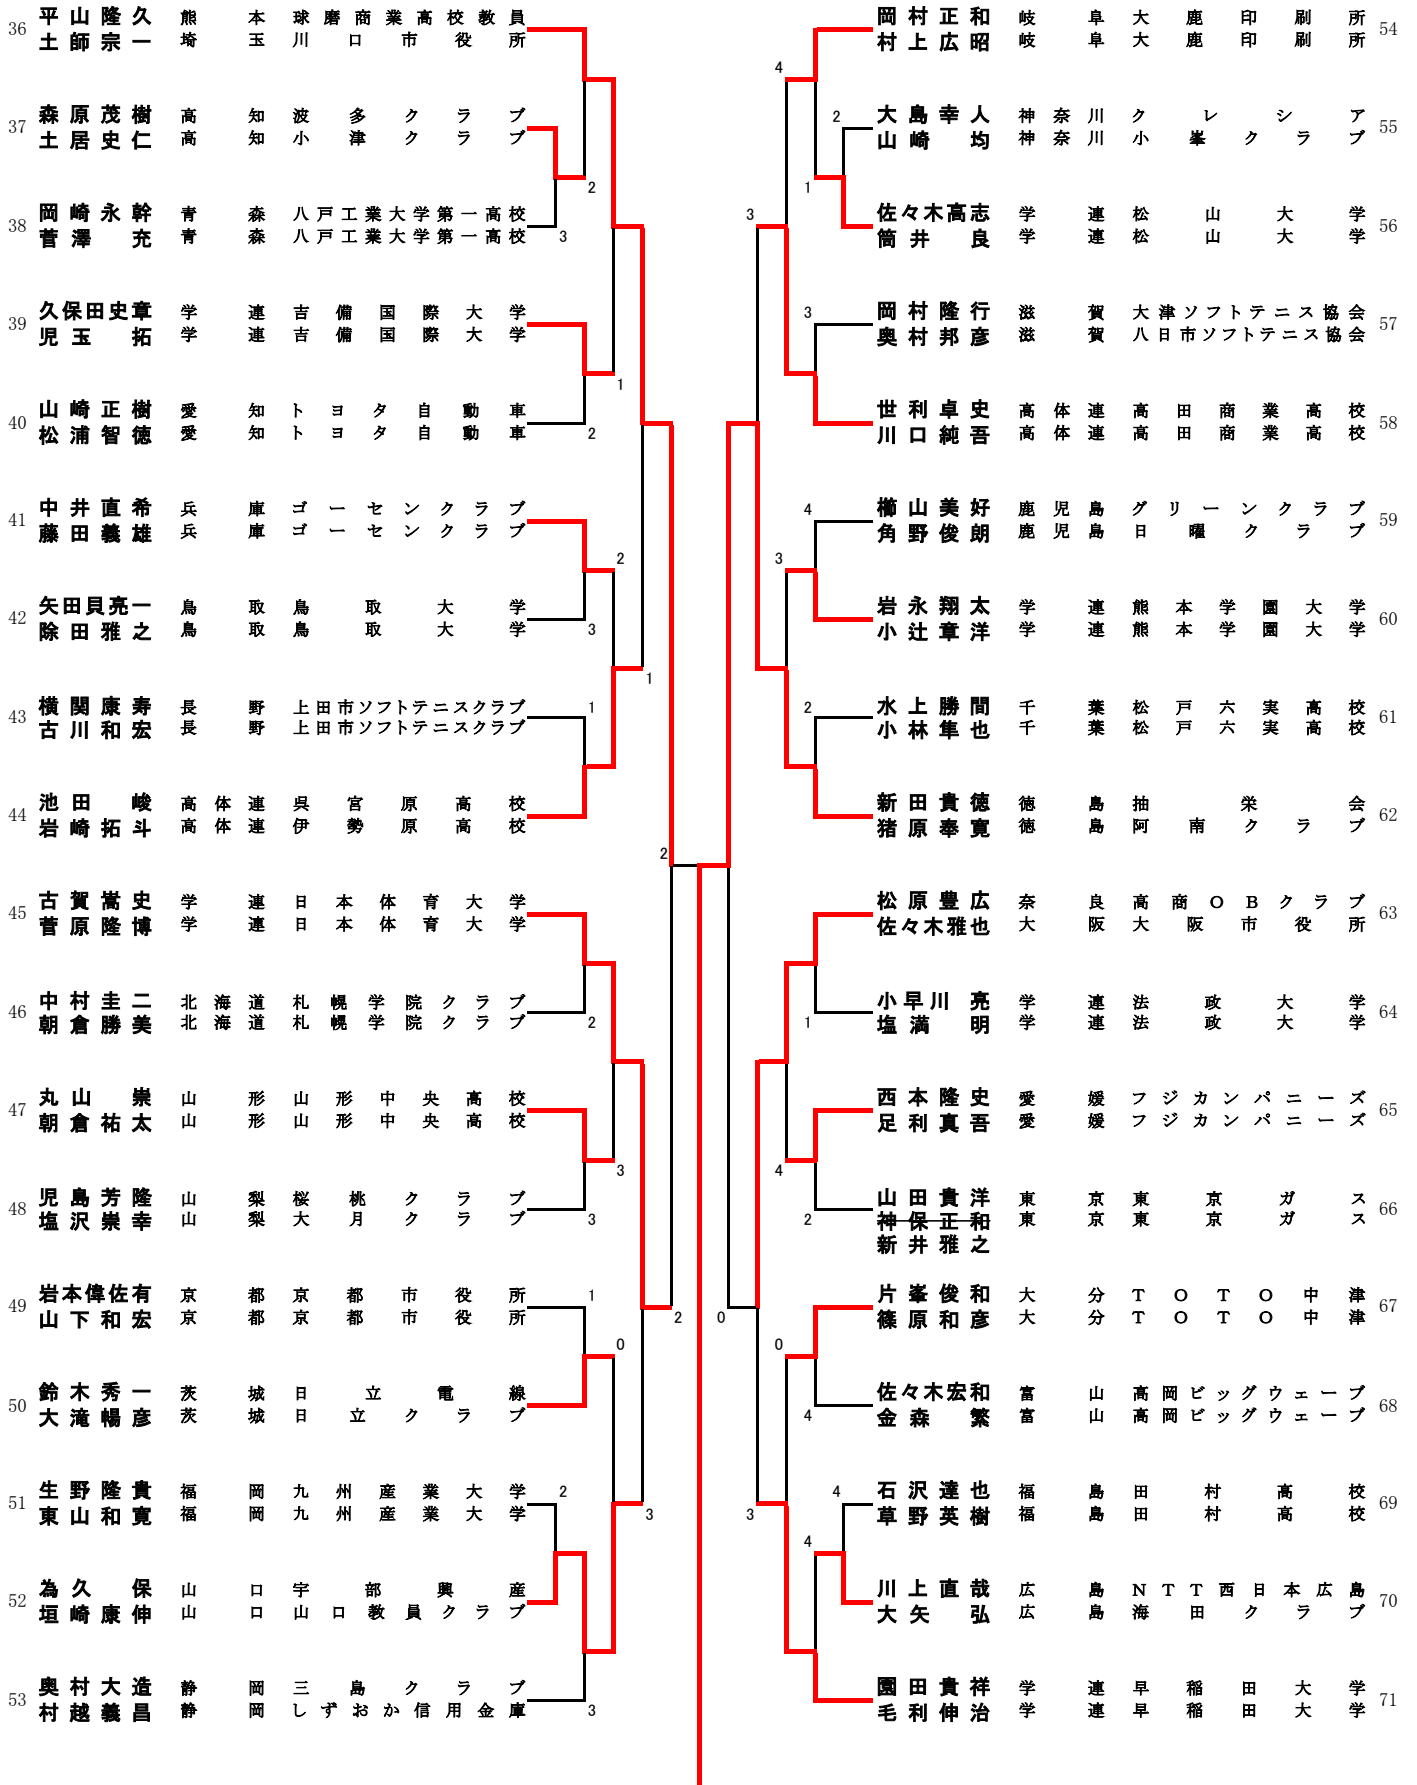 36 平山隆久 熊本 球磨商業高校教員
土師宗一 埼玉 川口市役所
37 森原茂樹 高知 波多クラブ
土居史仁 高知 小津クラブ
38 岡崎永幹 青森 八戸工業大学第一高校
菅澤充 青森 八戸工業大学第一高校
39 久保田史章 学連 吉備国際大学
児玉拓 学連 吉備国際大学
40 山崎正樹 愛知 トヨタ自動車
松浦智徳 愛知 トヨタ自動車
41 中井直希 兵庫 ゴーセンクラブ
藤田義雄 兵庫 ゴーセンクラブ
42 矢田貝亮一 鳥取 鳥取大学
除田雅之 鳥取 鳥取大学
43 横関康寿 長野 上田市ソフトテニスクラブ
古川和宏 長野 上田市ソフトテニスクラブ
44 池田峻 高体連 呉宮原高校
岩崎拓斗 高体連 伊勢原高校
45 古賀嵩史 学連 日本体育大学
菅原隆博 学連 日本体育大学
46 中村圭二 北海道 札幌学院クラブ
朝倉勝美 北海道 札幌学院クラブ
47 丸山崇 山形 山形中央高校
朝倉祐太 山形 山形中央高校
48 児島芳隆 山梨 桜桃クラブ
塩沢崇幸 山梨 大月クラブ
49 岩本偉佐有 京都 京都市役所
山下和宏 京都 京都市役所
50 鈴木秀一 茨城 日立電線
大滝暢彦 茨城 日立クラブ
51 生野隆貴 福岡 九州産業大学
東山和寛 福岡 九州産業大学
52 為久保 山口 宇部興産
垣崎康伸 山口 山口教員クラブ
53 奥村大造 静岡 三島クラブ
村越義昌 静岡 しずおか信用金庫
2
3
1
2
2
3
1
1
2
2
3
3
1
0
2
2
3
3
岡村正和 岐阜 大鹿印刷所 54
村上広昭 岐阜 大鹿印刷所
大島幸人 神奈川 クレシア 55
山崎均 神奈川 小峯クラブ
佐々木高志 学連 松山大学 56
筒井良 学連 松山大学
岡村隆行 滋賀 大津ソフトテニス協会 57
奥村邦彦 滋賀 八日市ソフトテニス協会
世利卓史 高体連 高田商業高校 58
川口純吾 高体連 高田商業高校
櫛山美好 鹿児島 グリーンクラブ 59
角野俊朗 鹿児島 日曜クラブ
岩永翔太 学連 熊本学園大学 60
小辻章洋 学連 熊本学園大学
水上勝間 千葉 松戸六実高校 61
小林隼也 千葉 松戸六実高校
新田貴徳 徳島 抽栄会 62
猪原奉寛 徳島 阿南クラブ
松原豊広 奈良 高商OBクラブ 63
佐々木雅也 大阪 大阪市役所
小早川亮 学連 法政大学 64
塩満明 学連 法政大学
西本隆史 愛媛 フジカンパニーズ 65
足利真吾 愛媛 フジカンパニーズ
山田貴洋 東京 東京ガス 66
神保正和 東京 東京ガス
新井雅之
片峯俊和 大分 TOTO中津 67
篠原和彦 大分 TOTO中津
佐々木宏和 富山 高岡ビッグウェーブ 68
金森繁 富山 高岡ビッグウェーブ
石沢達也 福島 田村高校 69
草野英樹 福島 田村高校
川上直哉 広島 NTT西日本広島 70
大矢弘 広島 海田クラブ
園田貴祥 学連 早稲田大学 71
毛利伸治 学連 早稲田大学
4
2
1
3
3
4
3
2
1
4
2
0
0
4
4
3
4